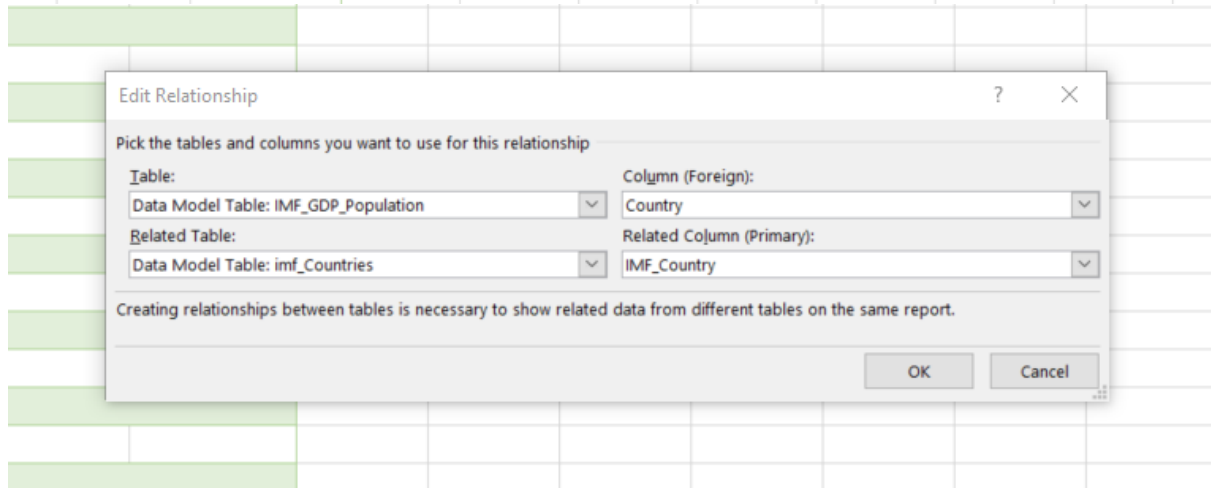 Edit Relationship
?
Pick the tables and columns you want to use for this relationship
Table: Column (Foreign):
Data Model Table: IMF_GDP_Population Country
Related Table: Related Column (Primary):
Data Model Table: imf_Countries IMF_Country
Creating relationships between tables is necessary to show related data from different tables on the same report.
OK Cancel